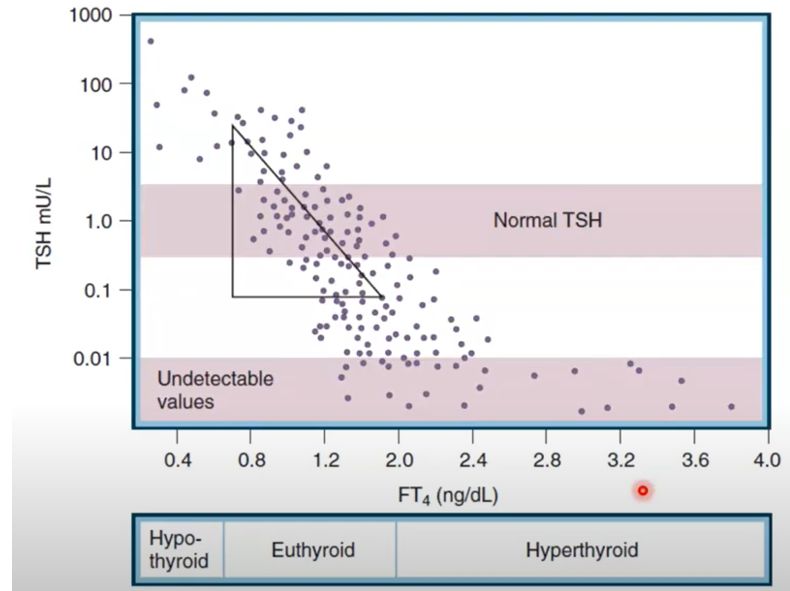 1000
100
10
1.0
0.1
0.01
TSH mU/L
Normal TSH
Undetectable
values
0.4 0.8 1.2 2.0 2.4 2.8 3.2 3.6 4.0
FT₄ (ng/dL)
Hypo-
thyroid
Euthyroid
Hyperthyroid